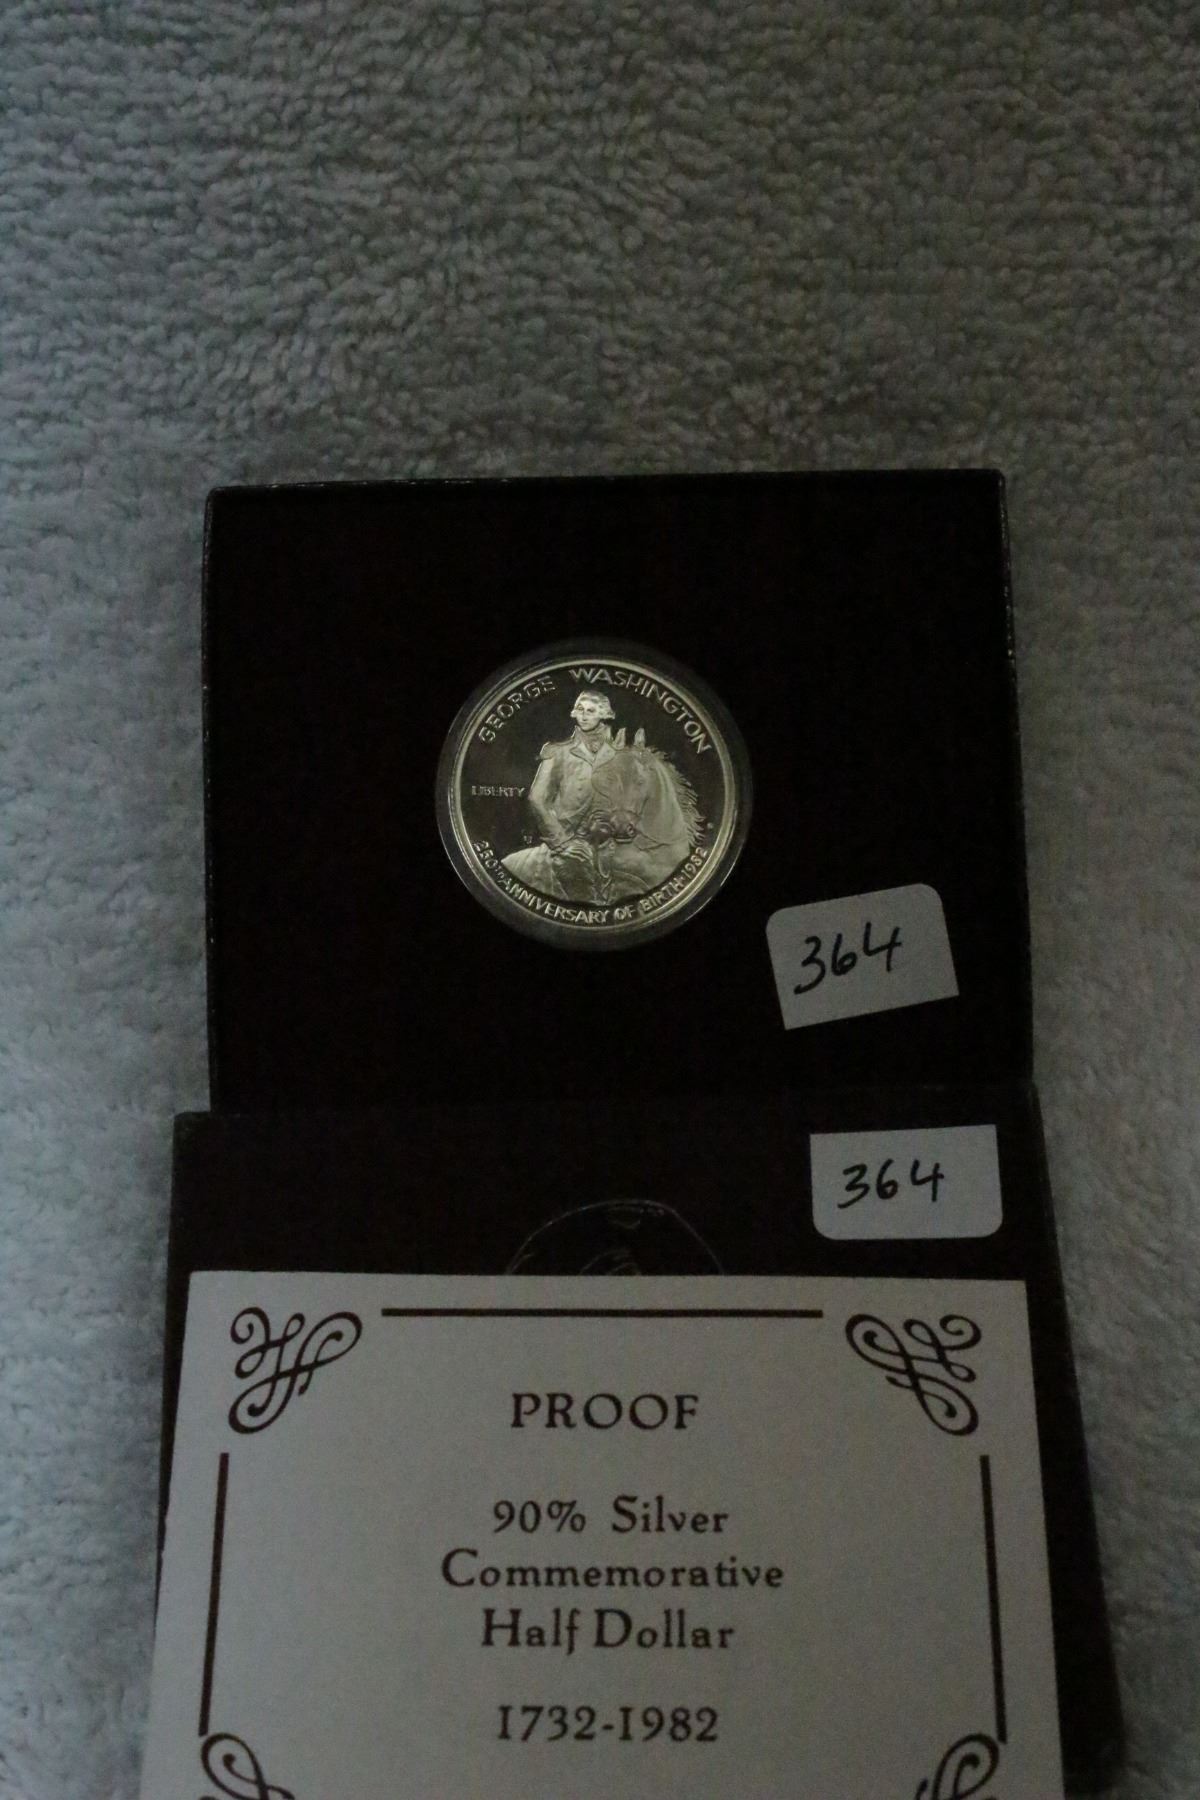 GEORGE WASHINGTON
LIBERTY
250TH ANNIVERSARY OF BIRTH·1982
364
364
PROOF
90% Silver
Commemorative
Half Dollar
1732-1982